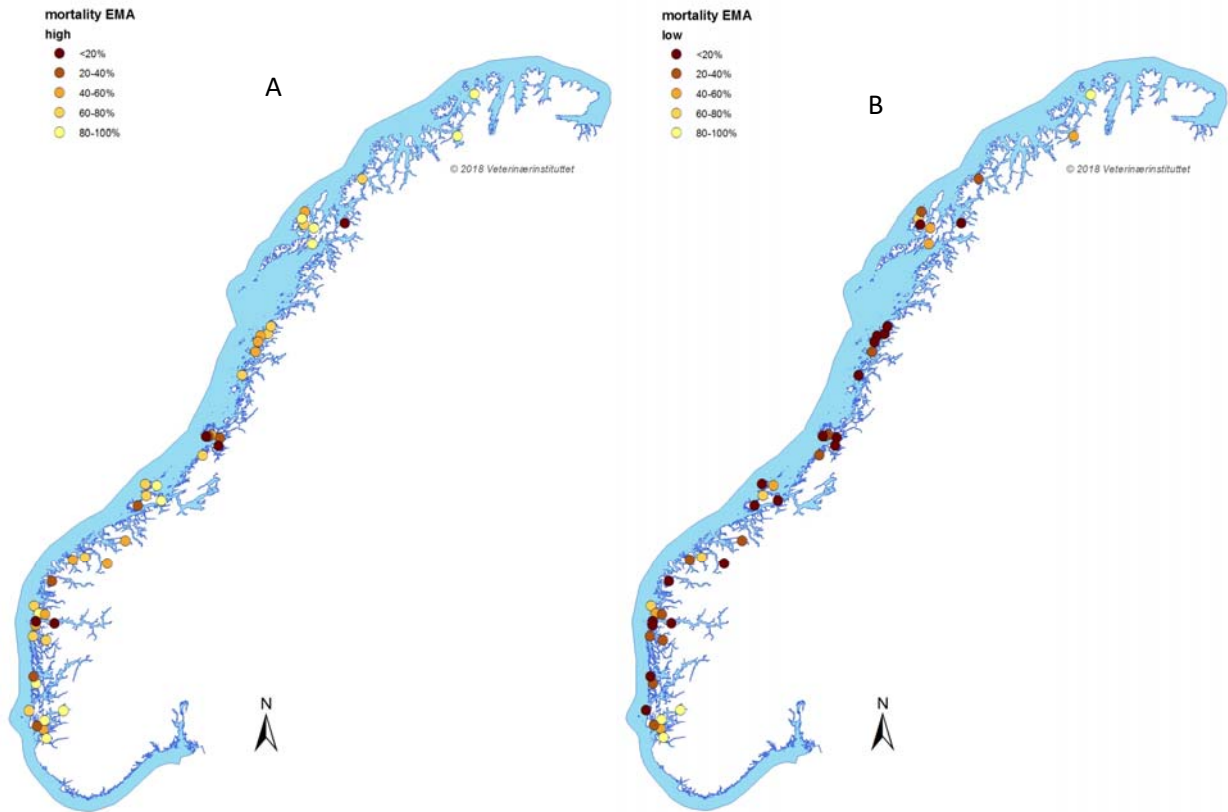 mortality EMA
high
<20%
20-40%
40-60%
60-80%
80-100%
A
© 2018 Veterinærinstituttet
N
mortality EMA
low
<20%
20-40%
40-60%
60-80%
80-100%
B
© 2018 Veterinærinstituttet
N